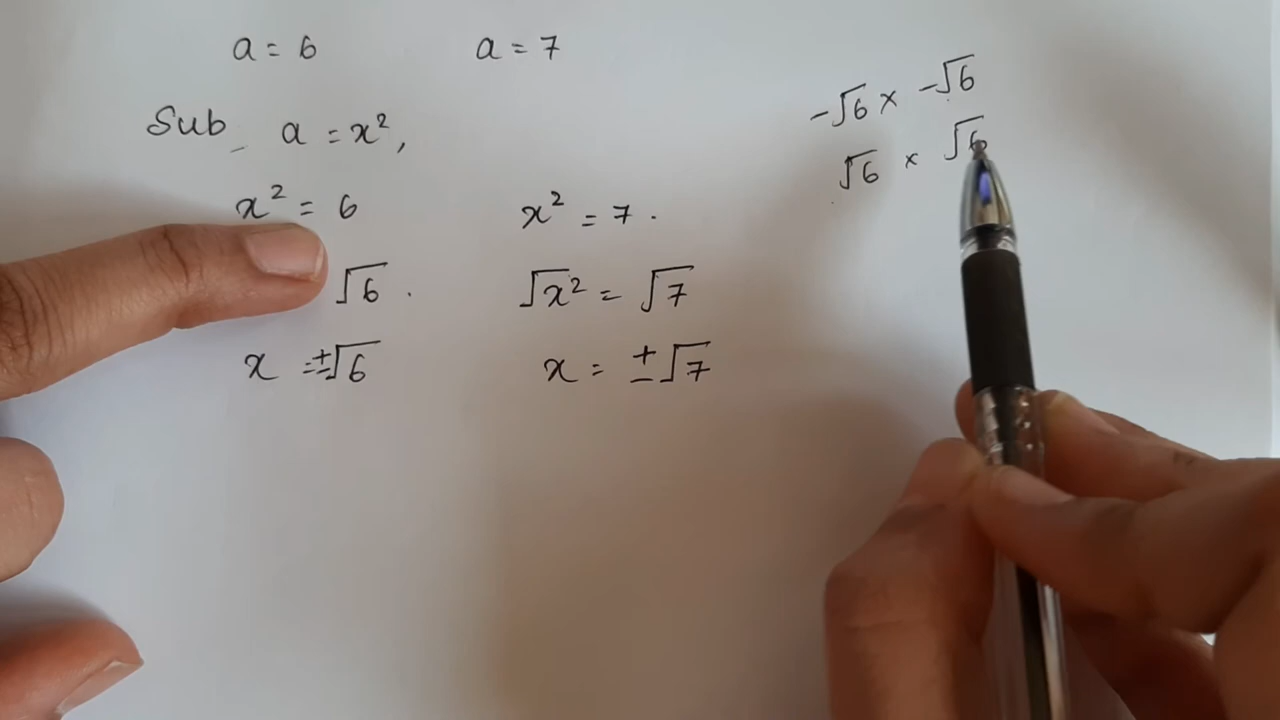 a = 6 a = 7
Sub a = x²,
x² = 6 x² = 7 .
√6 . √x² = √7
x = ±√6 x = ±√7
-√6 × -√6
√6 × √6